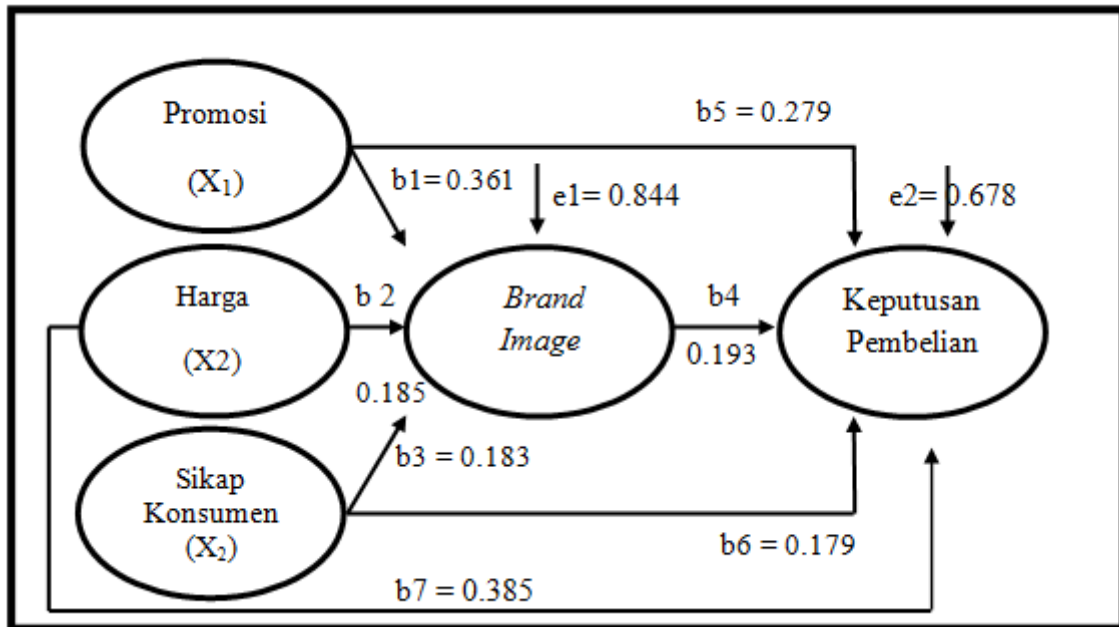 Promosi
(X₁)
b5 = 0.279
b1= 0.361
e1= 0.844
e2= 0.678
Harga
(X2)
b 2
0.185
Brand
Image
b4
0.193
Keputusan
Pembelian
Sikap
Konsumen
(X₂)
b3 = 0.183
b6 = 0.179
b7 = 0.385